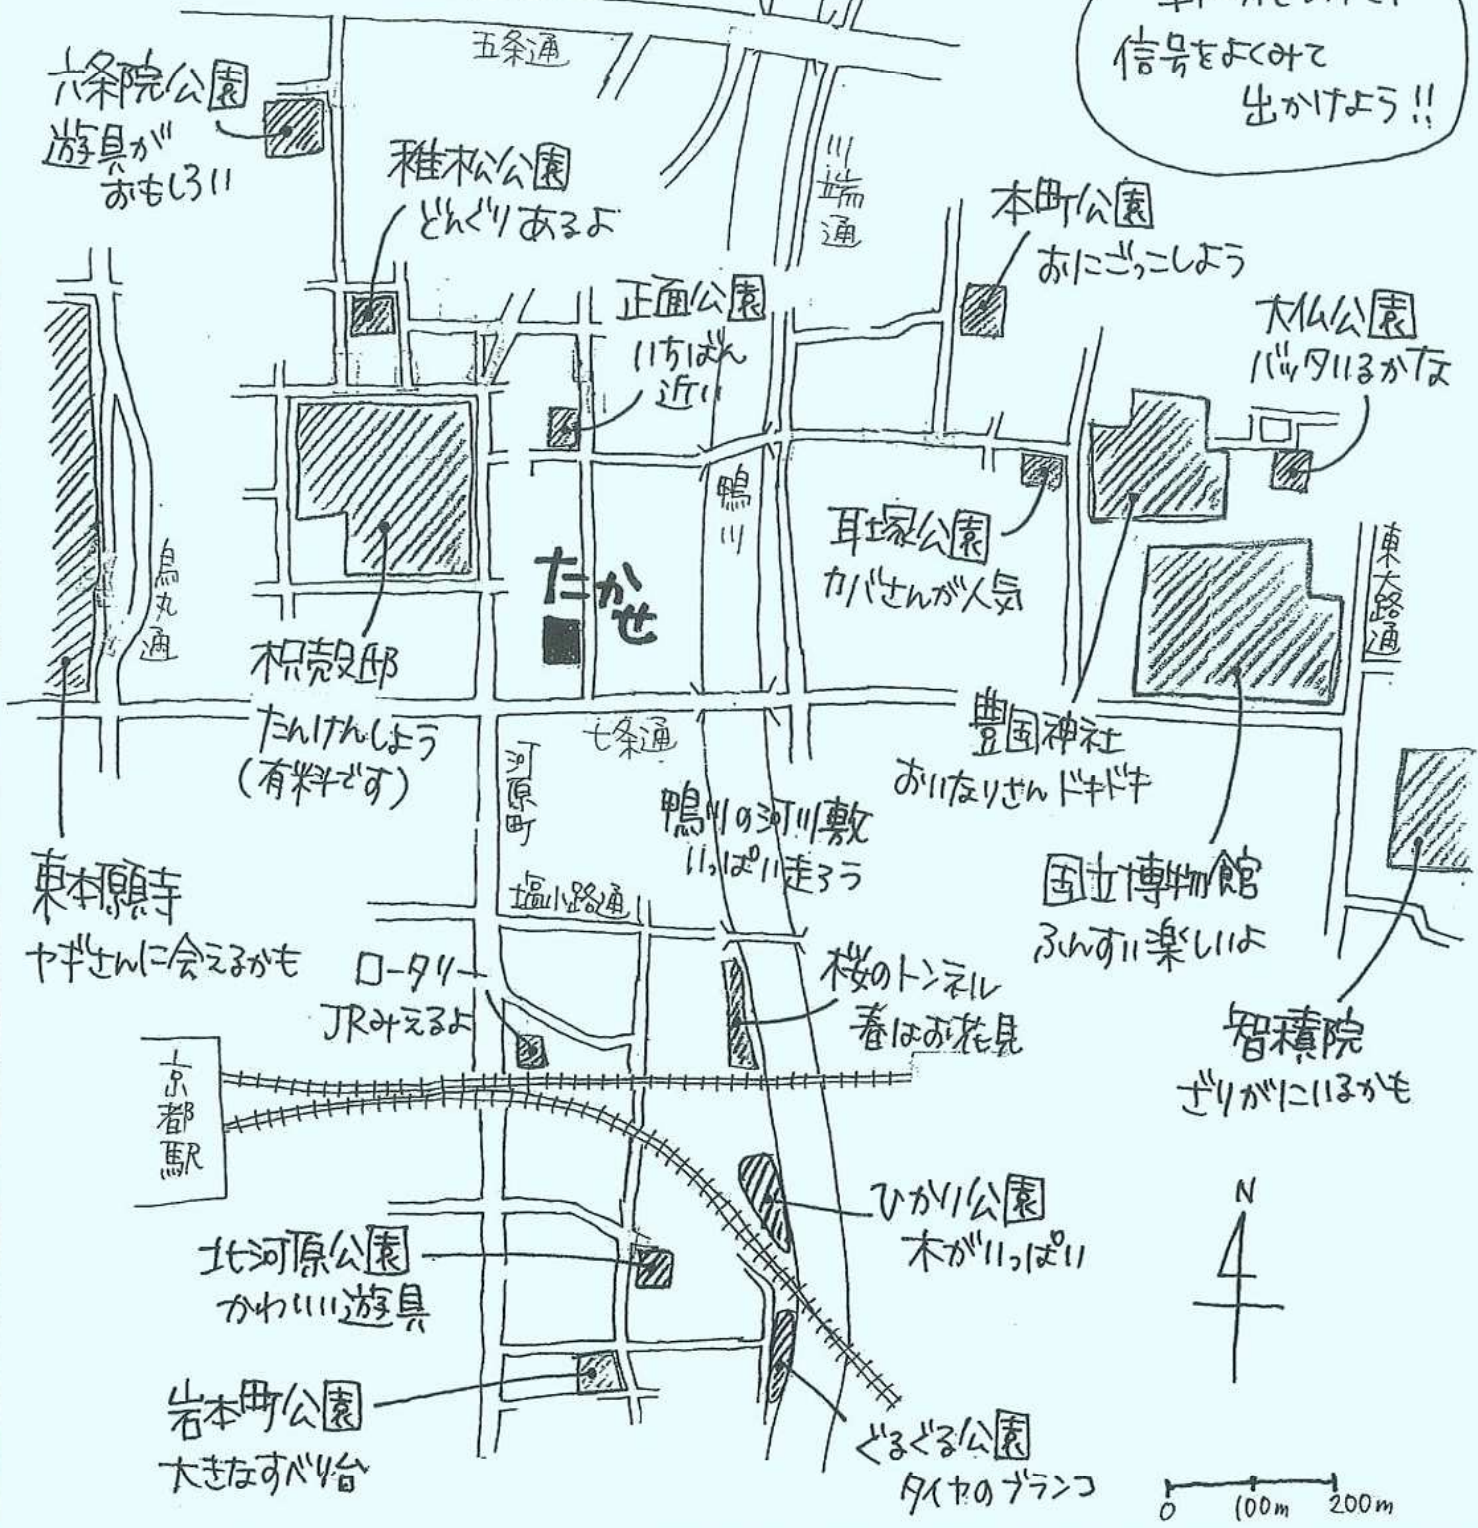 信号をよくみて
出かけよう!!
五条通
六条院公園
遊具が
おもしろい
稚松公園
どんぐりあるよ
川端通
本町公園
おにごっこしよう
正面公園
いちばん
近い
大仏公園
バッタいるかな
鴨川
耳塚公園
カバさんが人気
たかせ
烏丸通
東大路通
枳殻邸
たんけんしよう
(有料です)
七条通
河原町
豊国神社
おいなりさんドキドキ
鴨川の河川敷
いっぱい走ろう
東本願寺
ヤギさんに会えるかも
国立博物館
ふんすい楽しいよ
塩小路通
ロータリー
JRみえるよ
桜のトンネル
春はお花見
智積院
ざりがにいるかも
京都駅
ひかり公園
木がいっぱい
N
北河原公園
かわいい遊具
岩本町公園
大きなすべり台
ぐるぐる公園
タイヤのブランコ
0 100m 200m